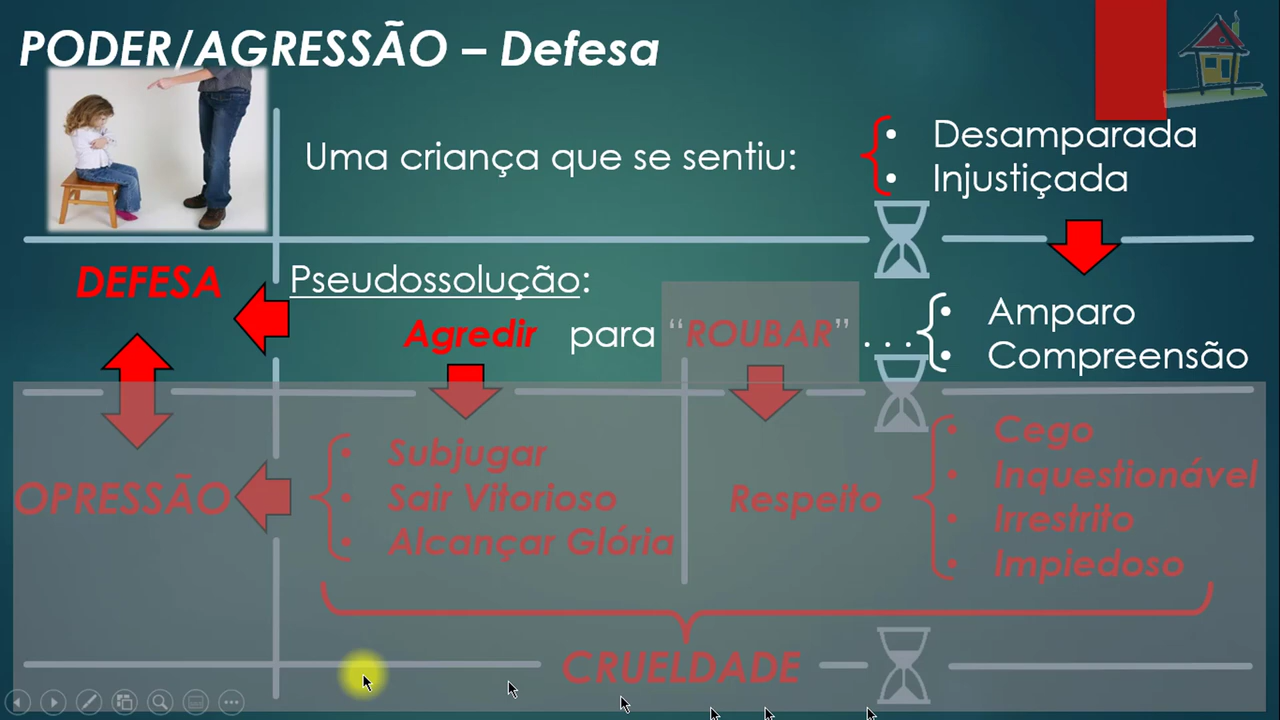 PODER/AGRESSÃO – Defesa
Uma criança que se sentiu:
• Desamparada
• Injustiçada
DEFESA
Pseudossolução:
Agredir para “ROUBAR” . . .
• Amparo
• Compreensão
OPRESSÃO
• Subjugar
• Sair Vitorioso
• Alcançar Glória
Respeito
• Cego
• Inquestionável
• Irrestrito
• Impiedoso
CRUELDADE